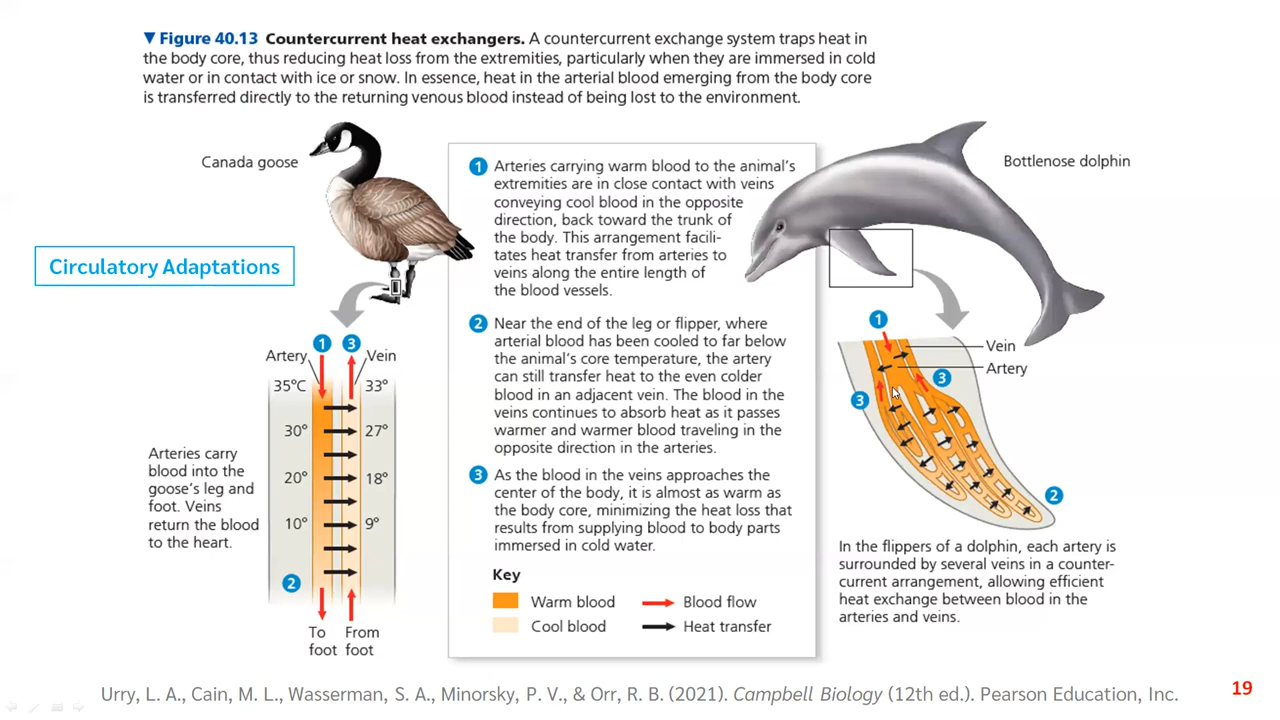 ▼ Figure 40.13 Countercurrent heat exchangers. A countercurrent exchange system traps heat in
the body core, thus reducing heat loss from the extremities, particularly when they are immersed in cold
water or in contact with ice or snow. In essence, heat in the arterial blood emerging from the body core
is transferred directly to the returning venous blood instead of being lost to the environment.
Canada goose
Circulatory Adaptations
1
3
Artery
Vein
35°C
33°
30°
27°
20°
18°
10°
9°
2
To foot
From foot
Arteries carry
blood into the
goose's leg and
foot. Veins
return the blood
to the heart.
1 Arteries carrying warm blood to the animal's
extremities are in close contact with veins
conveying cool blood in the opposite
direction, back toward the trunk of
the body. This arrangement facili-
tates heat transfer from arteries to
veins along the entire length of
the blood vessels.
2 Near the end of the leg or flipper, where
arterial blood has been cooled to far below
the animal's core temperature, the artery
can still transfer heat to the even colder
blood in an adjacent vein. The blood in the
veins continues to absorb heat as it passes
warmer and warmer blood traveling in the
opposite direction in the arteries.
3 As the blood in the veins approaches the
center of the body, it is almost as warm as
the body core, minimizing the heat loss that
results from supplying blood to body parts
immersed in cold water.
Key
Warm blood
Blood flow
Cool blood
Heat transfer
Bottlenose dolphin
1
Vein
Artery
3
3
2
In the flippers of a dolphin, each artery is
surrounded by several veins in a counter-
current arrangement, allowing efficient
heat exchange between blood in the
arteries and veins.
Urry, L. A., Cain, M. L., Wasserman, S. A., Minorsky, P. V., & Orr, R. B. (2021). Campbell Biology (12th ed.). Pearson Education, Inc.
19